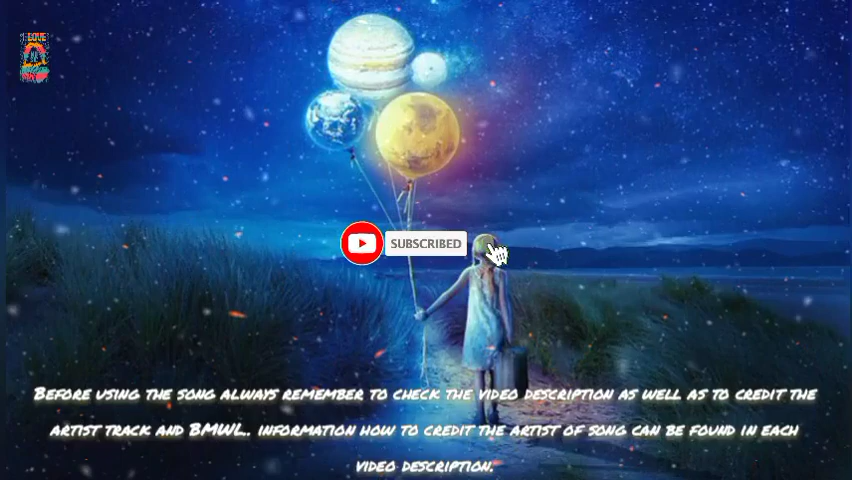 LOVE
SUBSCRIBED
BEFORE USING THE SONG ALWAYS REMEMBER TO CHECK THE VIDEO DESCRIPTION AS WELL AS TO CREDIT THE
ARTIST TRACK AND BMWL.. INFORMATION HOW TO CREDIT THE ARTIST OF SONG CAN BE FOUND IN EACH
VIDEO DESCRIPTION.